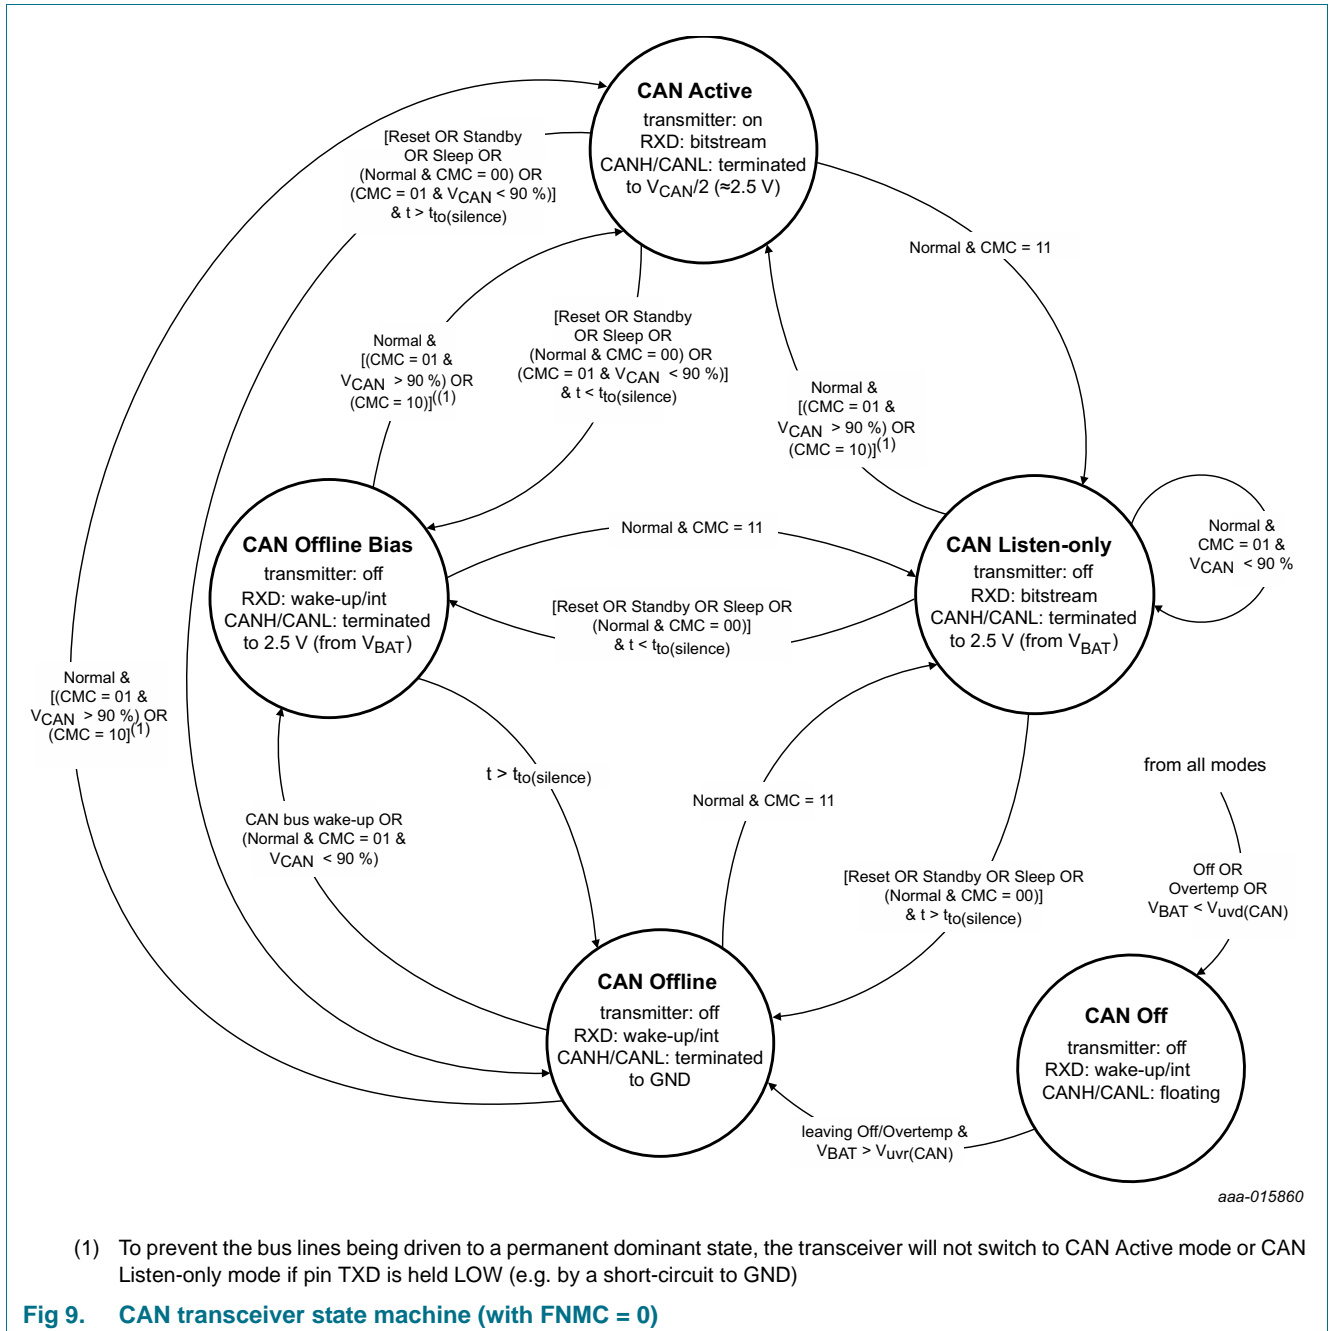 CAN Active
transmitter: on
RXD: bitstream
CANH/CANL: terminated
to VCAN/2 (≈2.5 V)
[Reset OR Standby
OR Sleep OR
(Normal & CMC = 00) OR
(CMC = 01 & VCAN < 90 %)]
& t > tto(silence)
Normal & CMC = 11
Normal &
[(CMC = 01 &
VCAN > 90 %) OR
(CMC = 10)]((1)
[Reset OR Standby
OR Sleep OR
(Normal & CMC = 00) OR
(CMC = 01 & VCAN < 90 %)]
& t < tto(silence)
Normal &
[(CMC = 01 &
VCAN > 90 %) OR
(CMC = 10)](1)
CAN Offline Bias
transmitter: off
RXD: wake-up/int
CANH/CANL: terminated
to 2.5 V (from VBAT)
Normal & CMC = 11
CAN Listen-only
transmitter: off
RXD: bitstream
CANH/CANL: terminated
to 2.5 V (from VBAT)
Normal &
CMC = 01 &
VCAN < 90 %
[Reset OR Standby OR Sleep OR
(Normal & CMC = 00)]
& t < tto(silence)
Normal &
[(CMC = 01 &
VCAN > 90 %) OR
(CMC = 10](1)
t > tto(silence)
Normal & CMC = 11
from all modes
CAN bus wake-up OR
(Normal & CMC = 01 &
VCAN < 90 %)
[Reset OR Standby OR Sleep OR
(Normal & CMC = 00)]
& t > tto(silence)
Off OR
Overtemp OR
VBAT < Vuvd(CAN)
CAN Offline
transmitter: off
RXD: wake-up/int
CANH/CANL: terminated
to GND
CAN Off
transmitter: off
RXD: wake-up/int
CANH/CANL: floating
leaving Off/Overtemp &
VBAT > Vuvr(CAN)
aaa-015860
(1) To prevent the bus lines being driven to a permanent dominant state, the transceiver will not switch to CAN Active mode or CAN
Listen-only mode if pin TXD is held LOW (e.g. by a short-circuit to GND)
Fig 9. CAN transceiver state machine (with FNMC = 0)